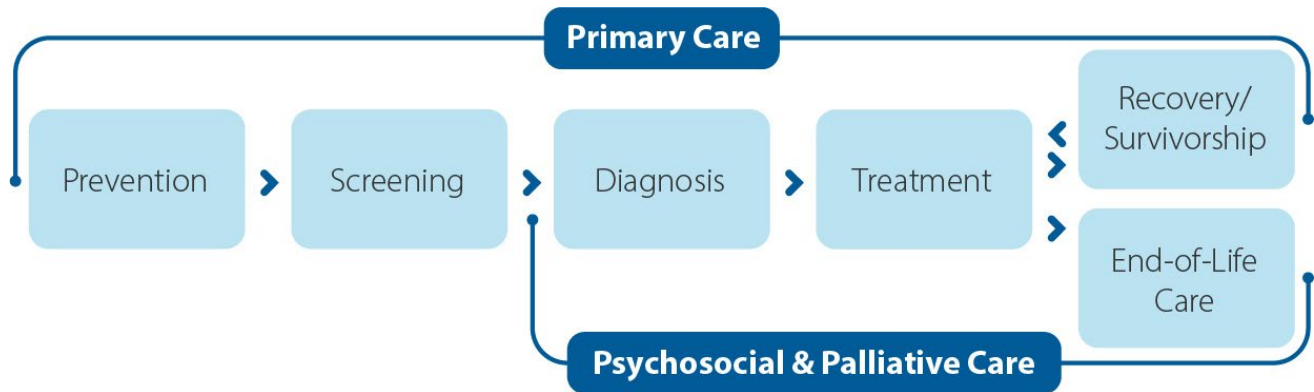 Primary Care
Prevention
Screening
Diagnosis
Treatment
Recovery/
Survivorship
End-of-Life
Care
Psychosocial & Palliative Care